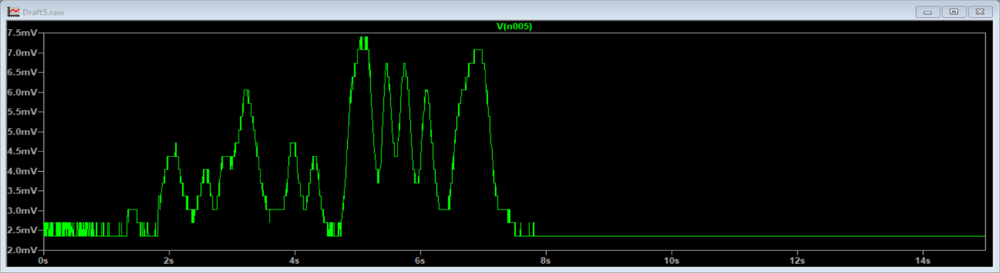 Draft5.raw
V(n005)
7.5mV
7.0mV
6.5mV
6.0mV
5.5mV
5.0mV
4.5mV
4.0mV
3.5mV
3.0mV
2.5mV
2.0mV
0s 2s 4s 6s 8s 10s 12s 14s